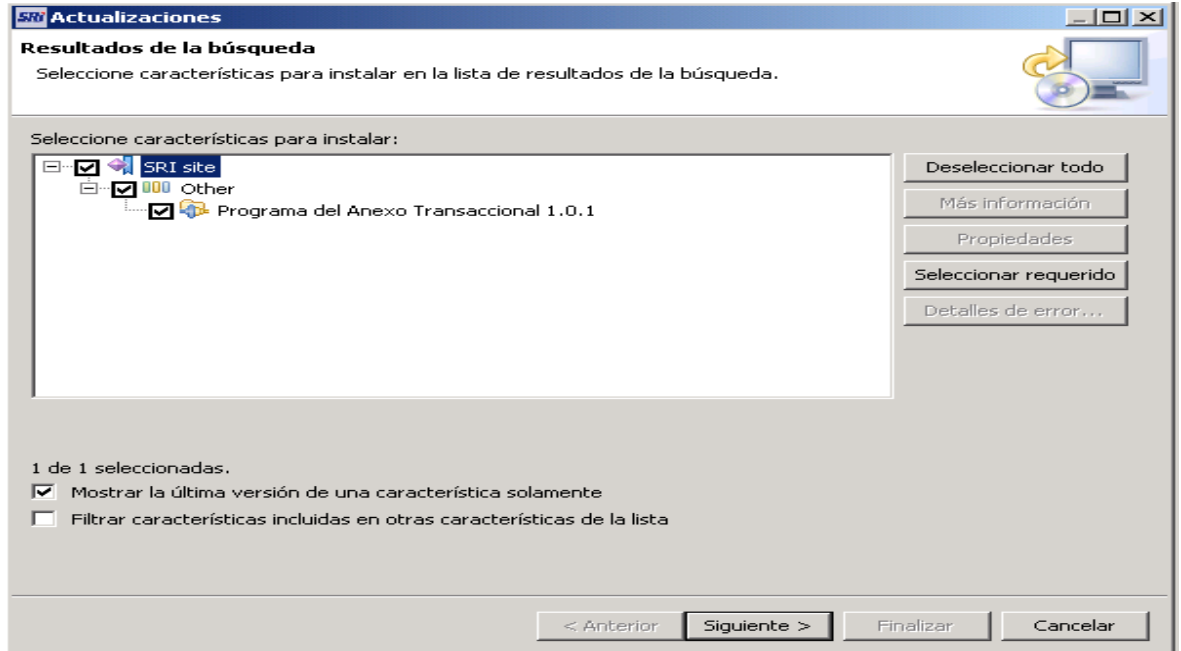 SRi Actualizaciones
Resultados de la búsqueda
Seleccione características para instalar en la lista de resultados de la búsqueda.
Seleccione características para instalar:
SRI site
Other
Programa del Anexo Transaccional 1.0.1
Deseleccionar todo
Más información
Propiedades
Seleccionar requerido
Detalles de error...
1 de 1 seleccionadas.
Mostrar la última versión de una característica solamente
Filtrar características incluidas en otras características de la lista
< Anterior
Siguiente >
Finalizar
Cancelar